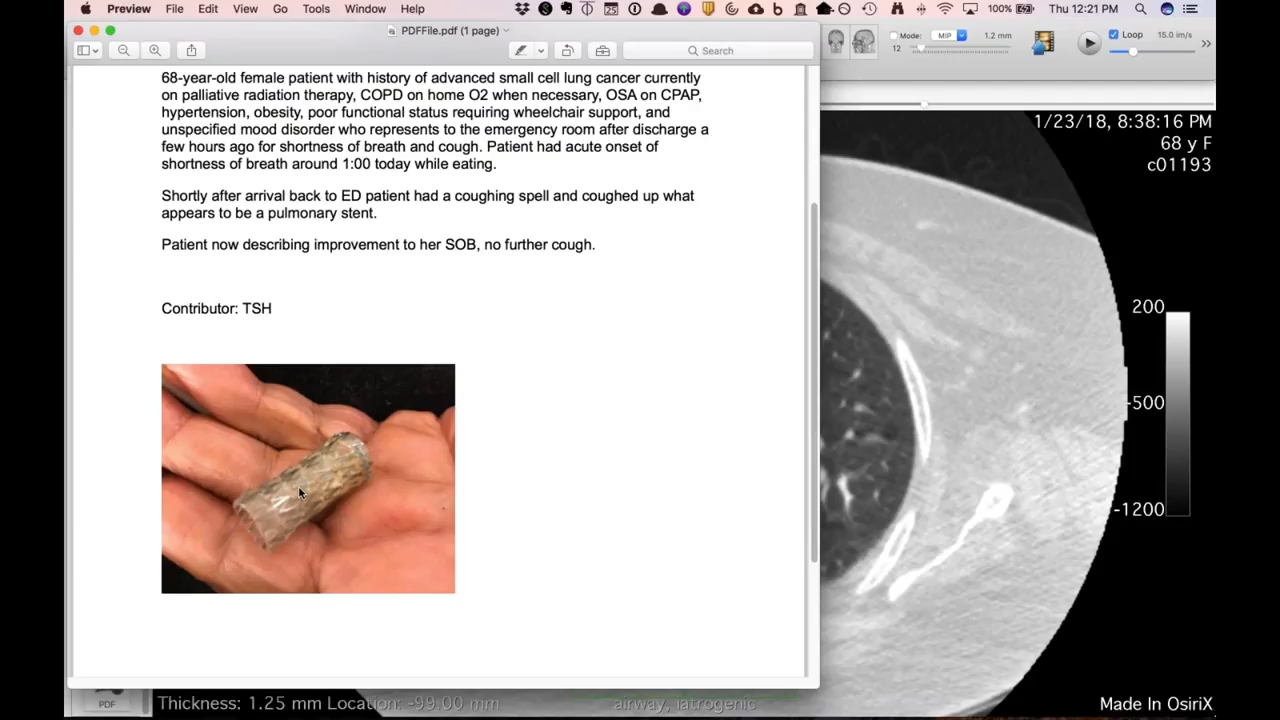 Preview File Edit View Go Tools Window Help 100% Thu 12:21 PM
PDFFile.pdf (1 page)
Search
Mode: MIP 1.2 mm Loop 15.0 im/s
12
68-year-old female patient with history of advanced small cell lung cancer currently
on palliative radiation therapy, COPD on home O2 when necessary, OSA on CPAP,
hypertension, obesity, poor functional status requiring wheelchair support, and
unspecified mood disorder who represents to the emergency room after discharge a
few hours ago for shortness of breath and cough. Patient had acute onset of
shortness of breath around 1:00 today while eating.
Shortly after arrival back to ED patient had a coughing spell and coughed up what
appears to be a pulmonary stent.
Patient now describing improvement to her SOB, no further cough.
Contributor: TSH
1/23/18, 8:38:16 PM
68 y F
c01193
200
-500
-1200
PDF
Thickness: 1.25 mm Location: -99.00 mm
airway, iatrogenic
Made In OsiriX